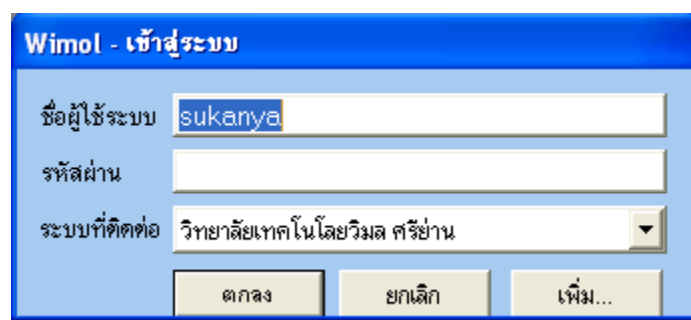 Wimol - เข้าสู่ระบบ
ชื่อผู้ใช้ระบบ sukanya
รหัสผ่าน
ระบบที่ติดต่อ วิทยาลัยเทคโนโลยวิมล ศรีย่าน
ตกลง ยกเลิก เพิ่ม...